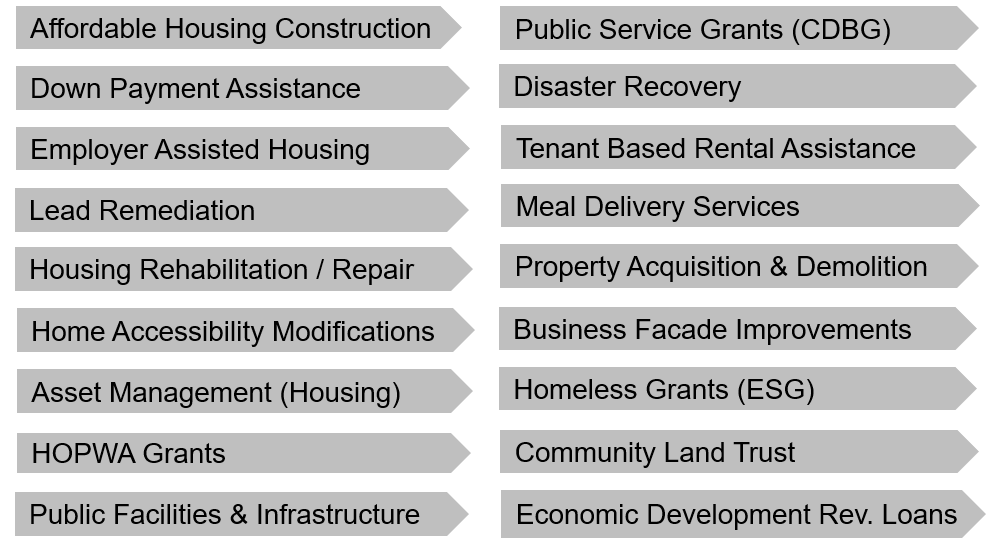 Affordable Housing Construction
Down Payment Assistance
Employer Assisted Housing
Lead Remediation
Housing Rehabilitation / Repair
Home Accessibility Modifications
Asset Management (Housing)
HOPWA Grants
Public Facilities & Infrastructure
Public Service Grants (CDBG)
Disaster Recovery
Tenant Based Rental Assistance
Meal Delivery Services
Property Acquisition & Demolition
Business Facade Improvements
Homeless Grants (ESG)
Community Land Trust
Economic Development Rev. Loans